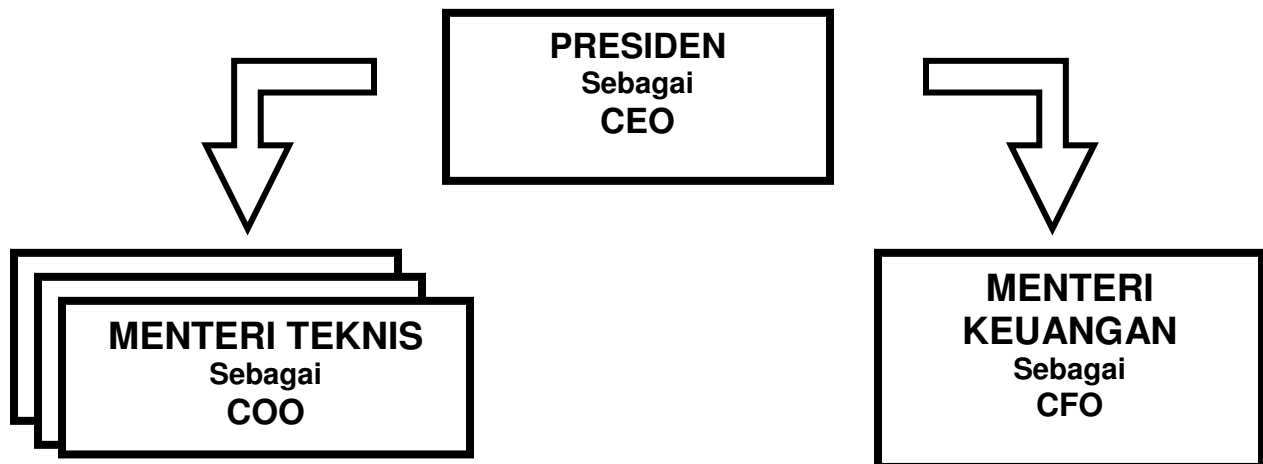 PRESIDEN
Sebagai
CEO
MENTERI TEKNIS
Sebagai
COO
MENTERI
KEUANGAN
Sebagai
CFO